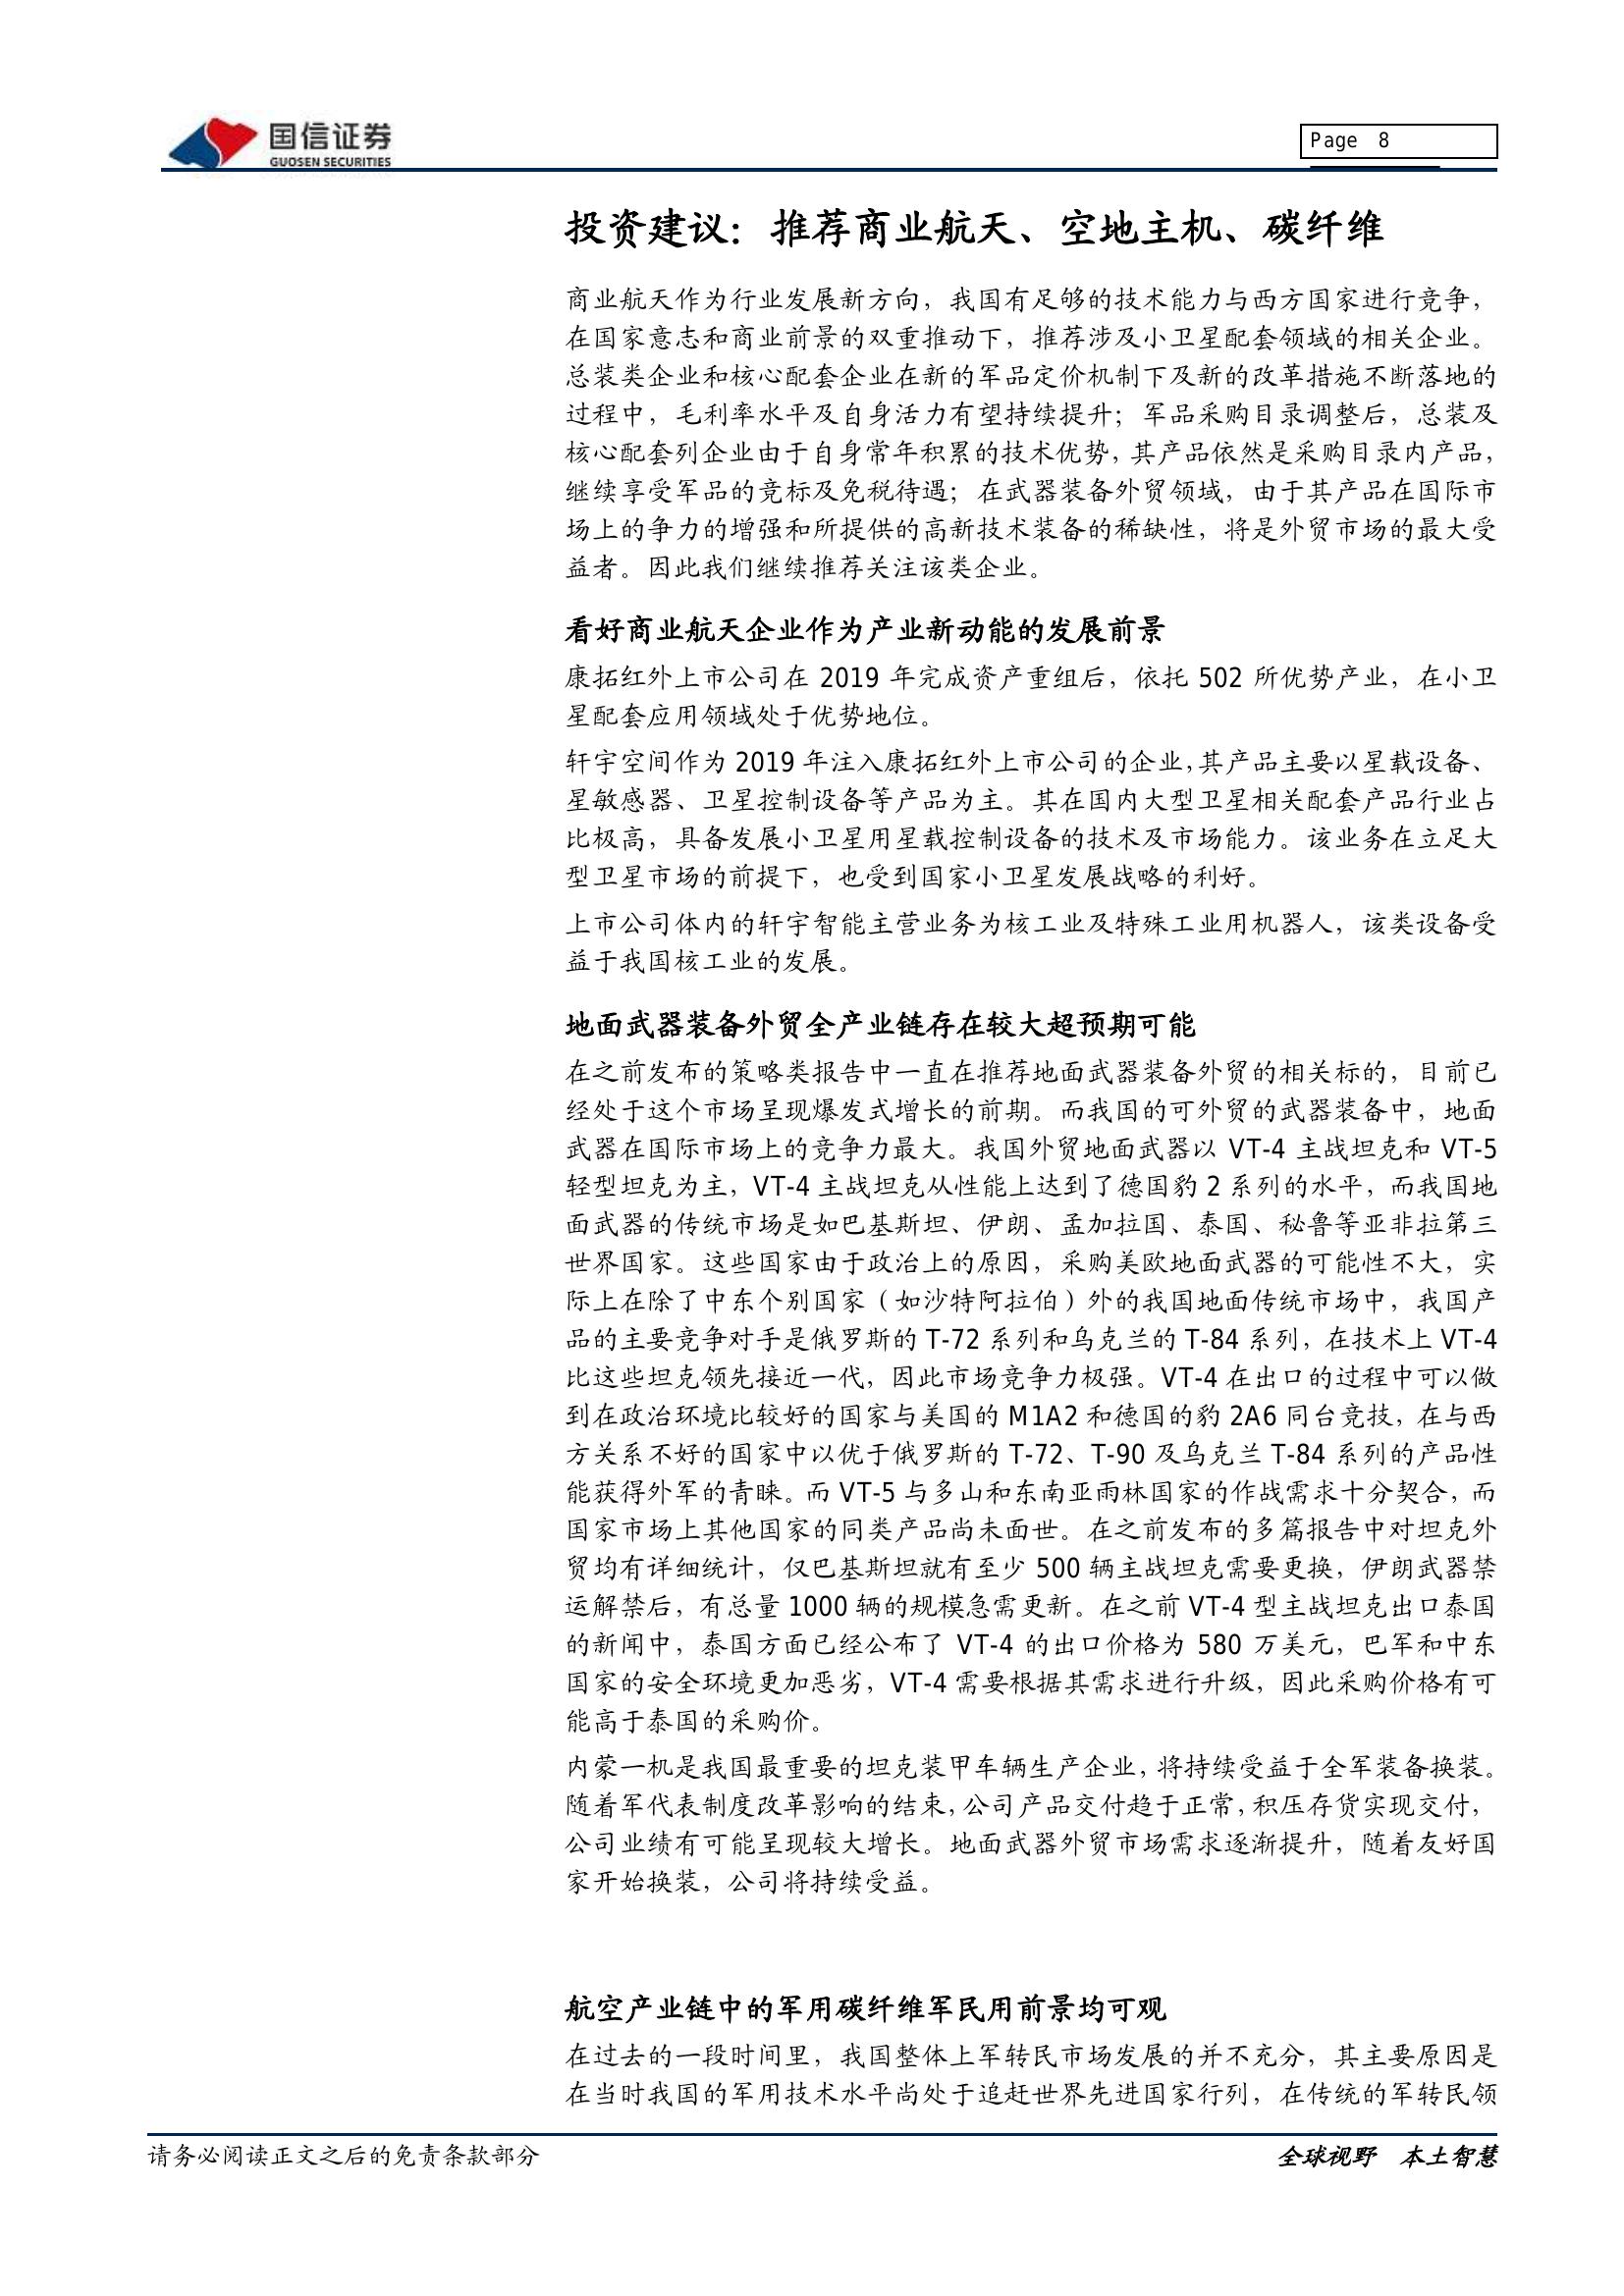 国信证券
GUOSEN SECURITIES
Page 8
投资建议：推荐商业航天、空地主机、碳纤维
商业航天作为行业发展新方向，我国有足够的技术能力与西方国家进行竞争，
在国家意志和商业前景的双重推动下，推荐涉及小卫星配套领域的相关企业。
总装类企业和核心配套企业在新的军品定价机制下及新的改革措施不断落地的
过程中，毛利率水平及自身活力有望持续提升；军品采购目录调整后，总装及
核心配套列企业由于自身常年积累的技术优势，其产品依然是采购目录内产品，
继续享受军品的竞标及免税待遇；在武器装备外贸领域，由于其产品在国际市
场上的争力的增强和所提供的高新技术装备的稀缺性，将是外贸市场的最大受
益者。因此我们继续推荐关注该类企业。
看好商业航天企业作为产业新动能的发展前景
康拓红外上市公司在 2019 年完成资产重组后，依托 502 所优势产业，在小卫
星配套应用领域处于优势地位。
轩宇空间作为 2019 年注入康拓红外上市公司的企业，其产品主要以星载设备、
星敏感器、卫星控制设备等产品为主。其在国内大型卫星相关配套产品行业占
比极高，具备发展小卫星用星载控制设备的技术及市场能力。该业务在立足大
型卫星市场的前提下，也受到国家小卫星发展战略的利好。
上市公司体内的轩宇智能主营业务为核工业及特殊工业用机器人，该类设备受
益于我国核工业的发展。
地面武器装备外贸全产业链存在较大超预期可能
在之前发布的策略类报告中一直在推荐地面武器装备外贸的相关标的，目前已
经处于这个市场呈现爆发式增长的前期。而我国的可外贸的武器装备中，地面
武器在国际市场上的竞争力最大。我国外贸地面武器以 VT-4 主战坦克和 VT-5
轻型坦克为主，VT-4 主战坦克从性能上达到了德国豹 2 系列的水平，而我国地
面武器的传统市场是如巴基斯坦、伊朗、孟加拉国、泰国、秘鲁等亚非拉第三
世界国家。这些国家由于政治上的原因，采购美欧地面武器的可能性不大，实
际上在除了中东个别国家（如沙特阿拉伯）外的我国地面传统市场中，我国产
品的主要竞争对手是俄罗斯的 T-72 系列和乌克兰的 T-84 系列，在技术上 VT-4
比这些坦克领先接近一代，因此市场竞争力极强。VT-4 在出口的过程中可以做
到在政治环境比较好的国家与美国的 M1A2 和德国的豹 2A6 同台竞技，在与西
方关系不好的国家中以优于俄罗斯的 T-72、T-90 及乌克兰 T-84 系列的产品性
能获得外军的青睐。而 VT-5 与多山和东南亚雨林国家的作战需求十分契合，而
国家市场上其他国家的同类产品尚未面世。在之前发布的多篇报告中对坦克外
贸均有详细统计，仅巴基斯坦就有至少 500 辆主战坦克需要更换，伊朗武器禁
运解禁后，有总量 1000 辆的规模急需更新。在之前 VT-4 型主战坦克出口泰国
的新闻中，泰国方面已经公布了 VT-4 的出口价格为 580 万美元，巴军和中东
国家的安全环境更加恶劣，VT-4 需要根据其需求进行升级，因此采购价格有可
能高于泰国的采购价。
内蒙一机是我国最重要的坦克装甲车辆生产企业，将持续受益于全军装备换装。
随着军代表制度改革影响的结束，公司产品交付趋于正常，积压存货实现交付，
公司业绩有可能呈现较大增长。地面武器外贸市场需求逐渐提升，随着友好国
家开始换装，公司将持续受益。
航空产业链中的军用碳纤维军民用前景均可观
在过去的一段时间里，我国整体上军转民市场发展的并不充分，其主要原因是
在当时我国的军用技术水平尚处于追赶世界先进国家行列，在传统的军转民领
请务必阅读正文之后的免责条款部分
全球视野 本土智慧